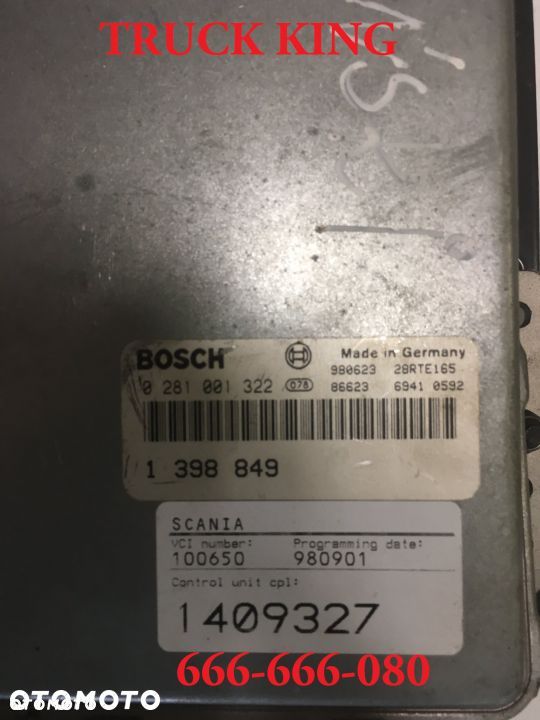 TRUCK KING
BOSCH Made in Germany
980623 28RTE165
0 281 001 322 078 86623 6941 0592
1 398 849
SCANIA
VCI number: Programming date:
100650 980901
Control unit cpl:
1409327
666-666-080
OTOMOTO OTOMOTO